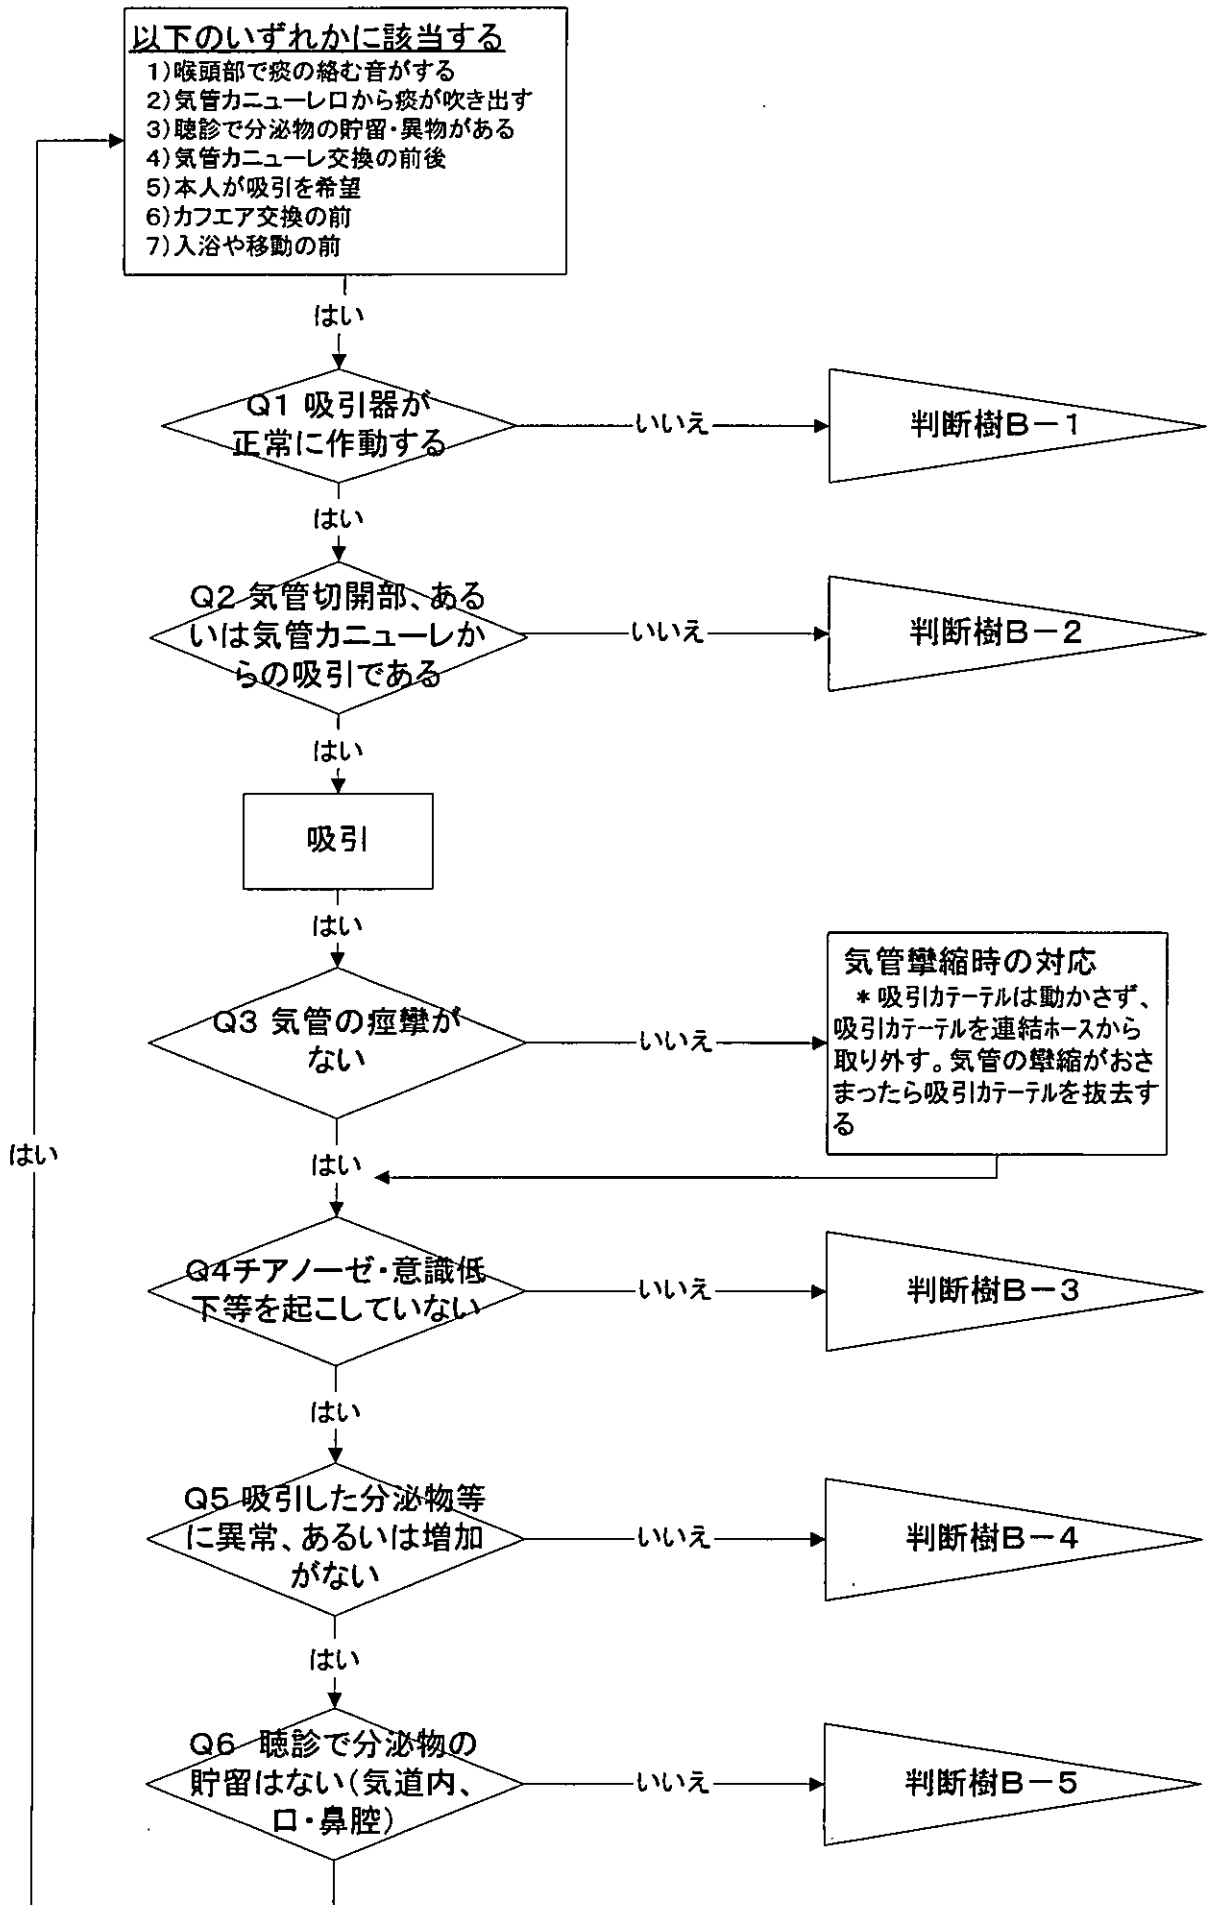 以下のいずれかに該当する
1)喉頭部で痰の絡む音がする
2)気管カニューレ口から痰が吹き出す
3)聴診で分泌物の貯留・異物がある
4)気管カニューレ交換の前後
5)本人が吸引を希望
6)カフエア交換の前
7)入浴や移動の前
はい
Q1 吸引器が
正常に作動する
いいえ
判断樹B－1
はい
Q2 気管切開部、ある
いは気管カニューレか
らの吸引である
いいえ
判断樹B－2
はい
吸引
はい
Q3 気管の痙攣が
ない
いいえ
気管攣縮時の対応
＊吸引カテーテルは動かさず、
吸引カテーテルを連結ホースから
取り外す。気管の攣縮がおさ
まったら吸引カテーテルを抜去す
る
はい
はい
Q4チアノーゼ・意識低
下等を起こしていない
いいえ
判断樹B－3
はい
Q5 吸引した分泌物等
に異常、あるいは増加
がない
いいえ
判断樹B－4
はい
Q6 聴診で分泌物の
貯留はない(気道内、
口・鼻腔)
いいえ
判断樹B－5